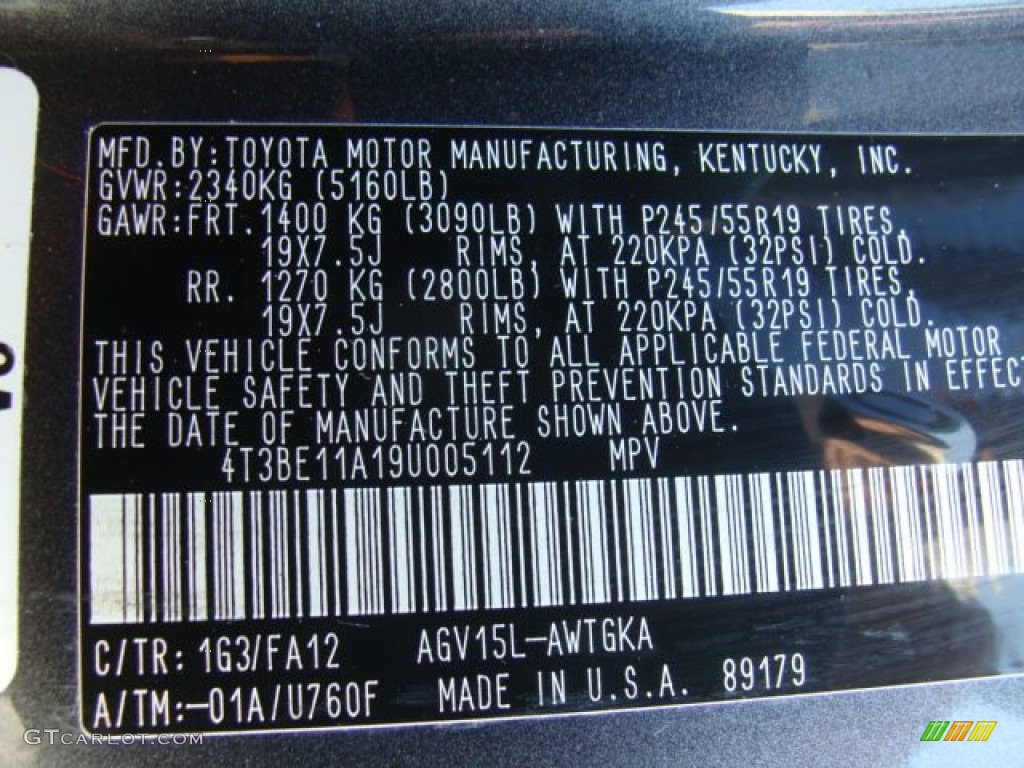 MFD.BY:TOYOTA MOTOR MANUFACTURING, KENTUCKY, INC.
GVWR:2340KG (5160LB)
GAWR:FRT. 1400 KG (3090LB) WITH P245/55R19 TIRES,
19X7.5J RIMS, AT 220KPA (32PSI) COLD.
RR. 1270 KG (2800LB) WITH P245/55R19 TIRES,
19X7.5J RIMS, AT 220KPA (32PSI) COLD.
THIS VEHICLE CONFORMS TO ALL APPLICABLE FEDERAL MOTOR
VEHICLE SAFETY AND THEFT PREVENTION STANDARDS IN EFFECT
THE DATE OF MANUFACTURE SHOWN ABOVE.
4T3BE11A19U005112 MPV
C/TR: 1G3/FA12 AGV15L-AWTGKA
A/TM:-01A/U760F MADE IN U.S.A. 89179
GTCARLOT.COM